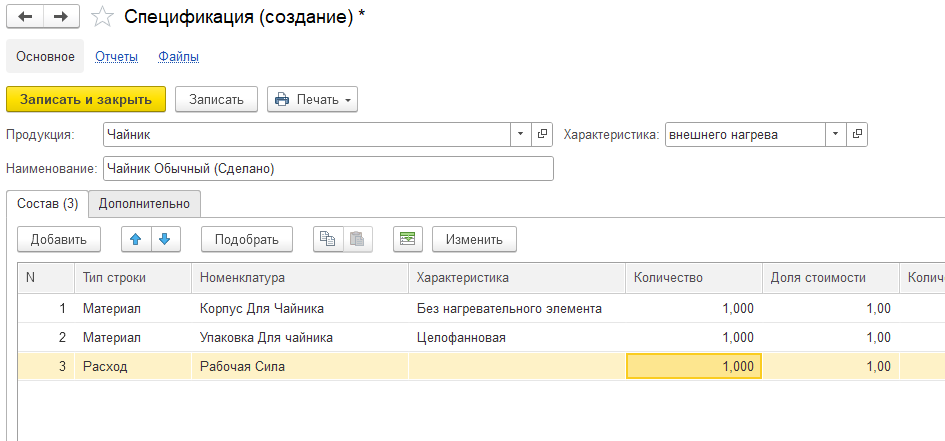 Спецификация (создание) *
Основное Отчеты Файлы
Записать и закрыть Записать Печать
Продукция: Чайник Характеристика: внешнего нагрева
Наименование: Чайник Обычный (Сделано)
Состав (3) Дополнительно
Добавить Подобрать Изменить
N Тип строки Номенклатура Характеристика Количество Доля стоимости Количе
1 Материал Корпус Для Чайника Без нагревательного элемента 1,000 1,00
2 Материал Упаковка Для чайника Целофанновая 1,000 1,00
3 Расход Рабочая Сила 1,000 1,00